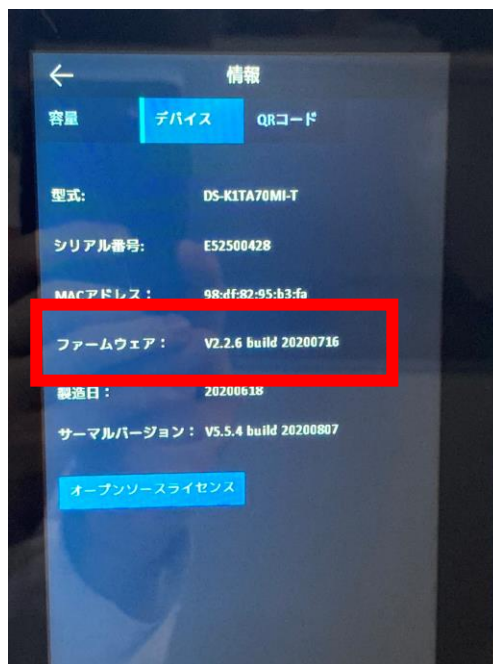 情報
容量 デバイス QRコード
型式: DS-K1TA70MI-T
シリアル番号: E52500428
MACアドレス： 98:df:82:95:b3:fa
ファームウェア： V2.2.6 build 20200716
製造日： 20200618
サーマルバージョン： V5.5.4 build 20200807
オープンソースライセンス